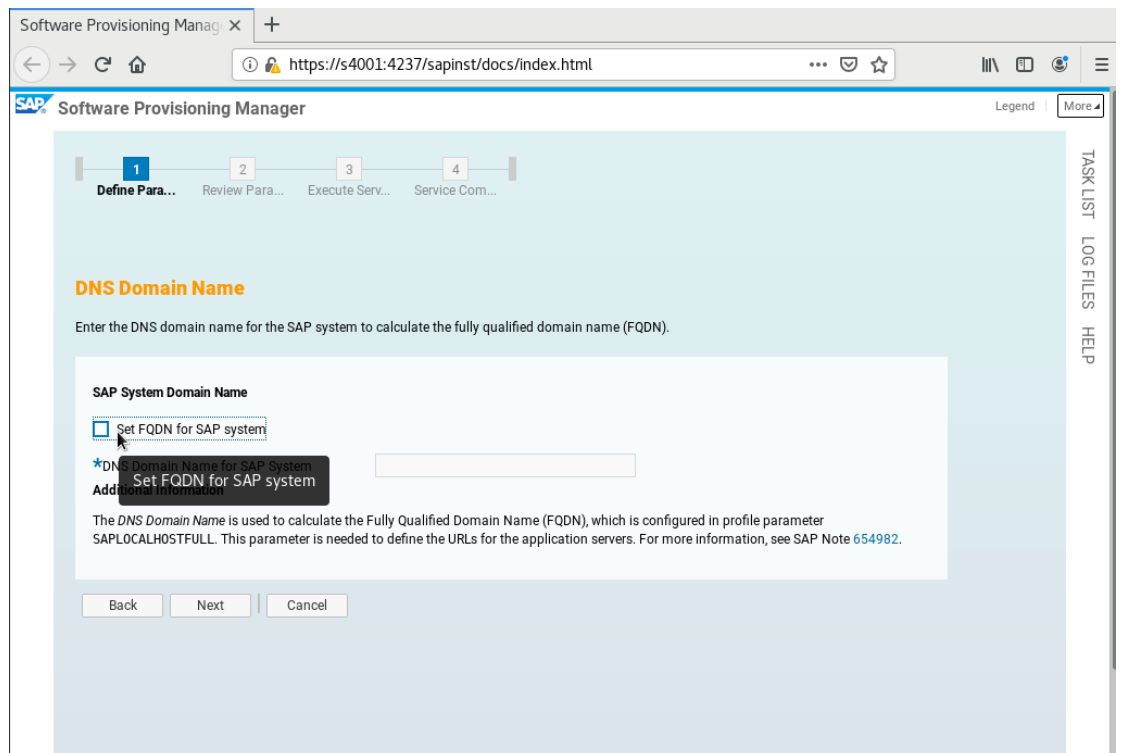 Software Provisioning Manag
https://s4001:4237/sapinst/docs/index.html
SAP Software Provisioning Manager
Legend
More
1 2 3 4
Define Para... Review Para... Execute Serv... Service Com...
TASK LIST
LOG FILES
HELP
DNS Domain Name
Enter the DNS domain name for the SAP system to calculate the fully qualified domain name (FQDN).
SAP System Domain Name
Set FQDN for SAP system
*DNS Domain Name for SAP System
Set FQDN for SAP system
Additional Information
The DNS Domain Name is used to calculate the Fully Qualified Domain Name (FQDN), which is configured in profile parameter
SAPLOCALHOSTFULL. This parameter is needed to define the URLs for the application servers. For more information, see SAP Note 654982.
Back Next Cancel